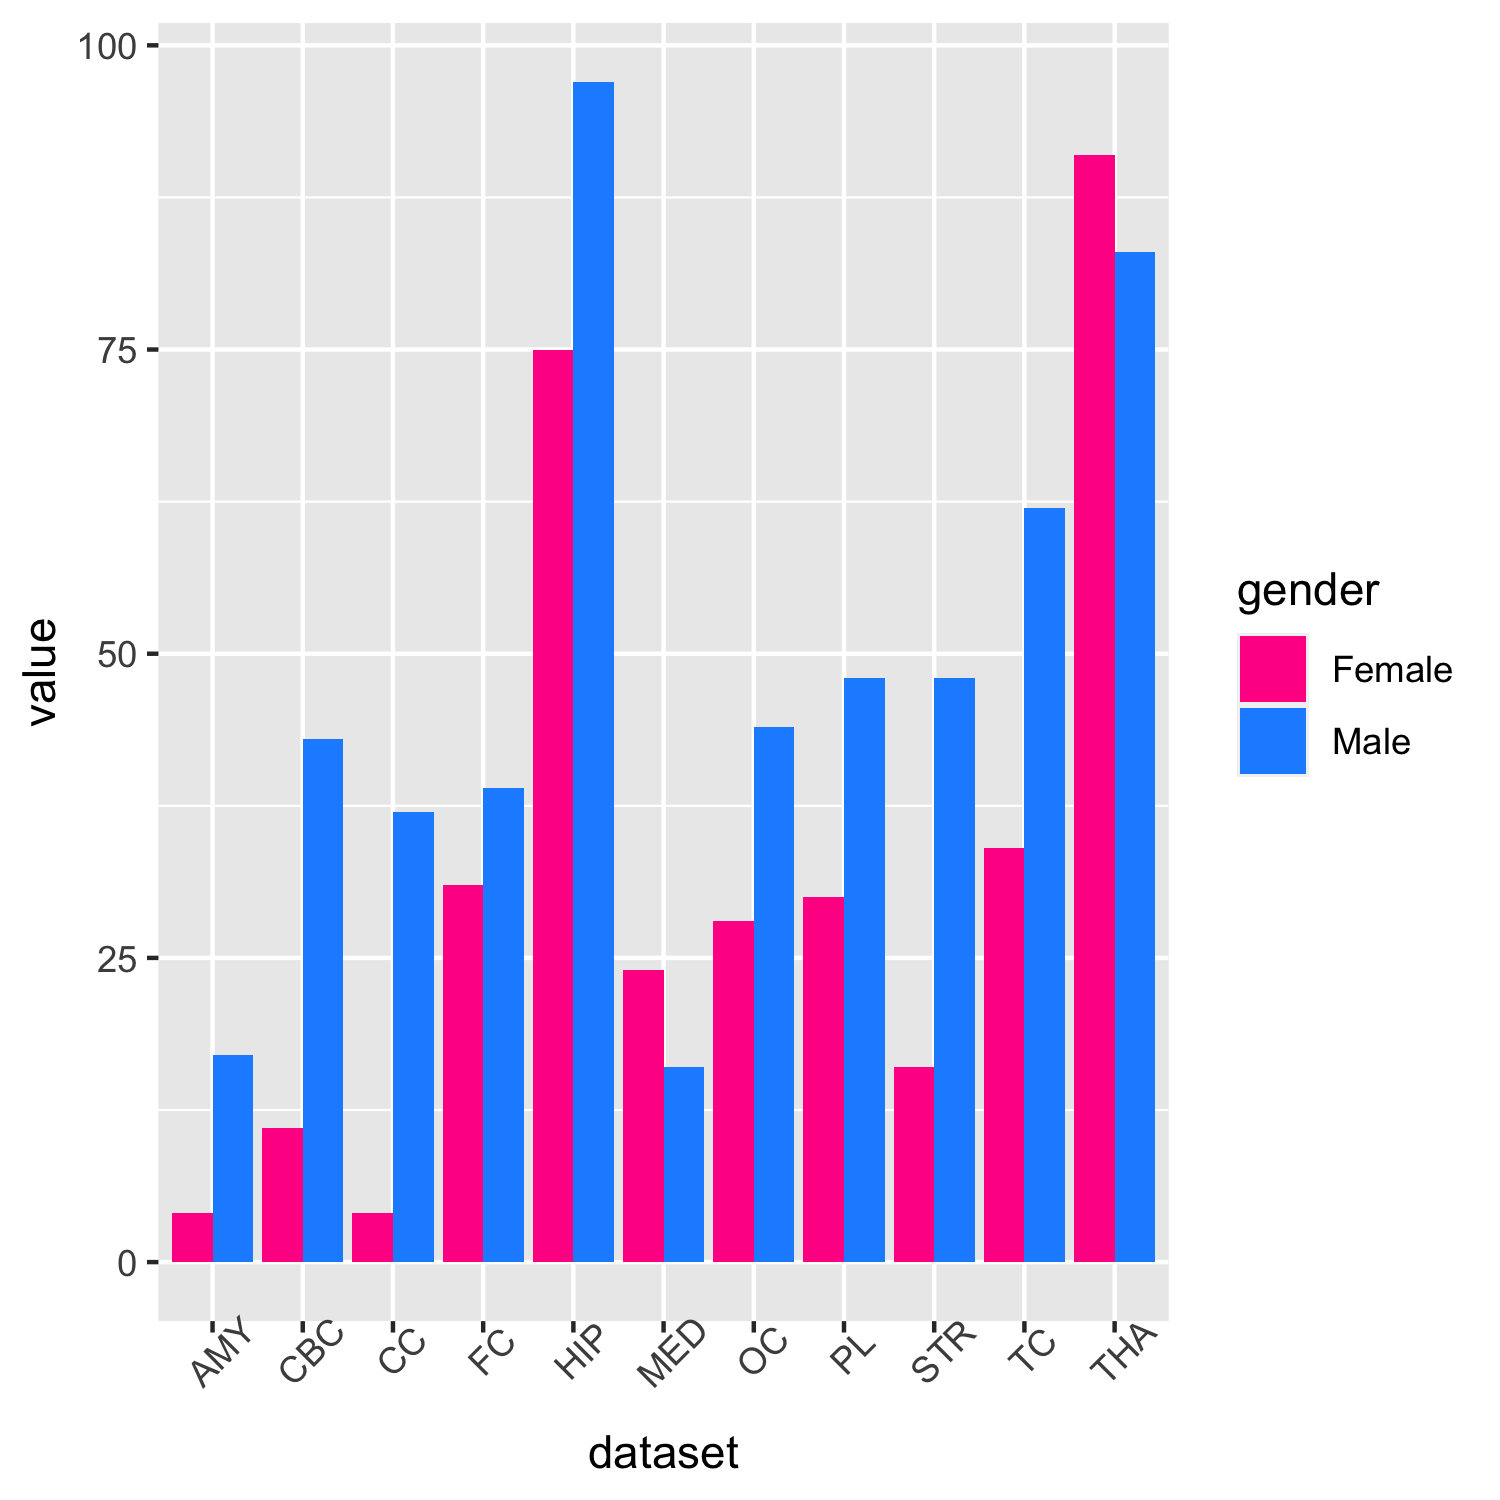 100
75
50
25
0
value
AMY
CBC
CC
FC
HIP
MED
OC
PL
STR
TC
THA
dataset
gender
Female
Male